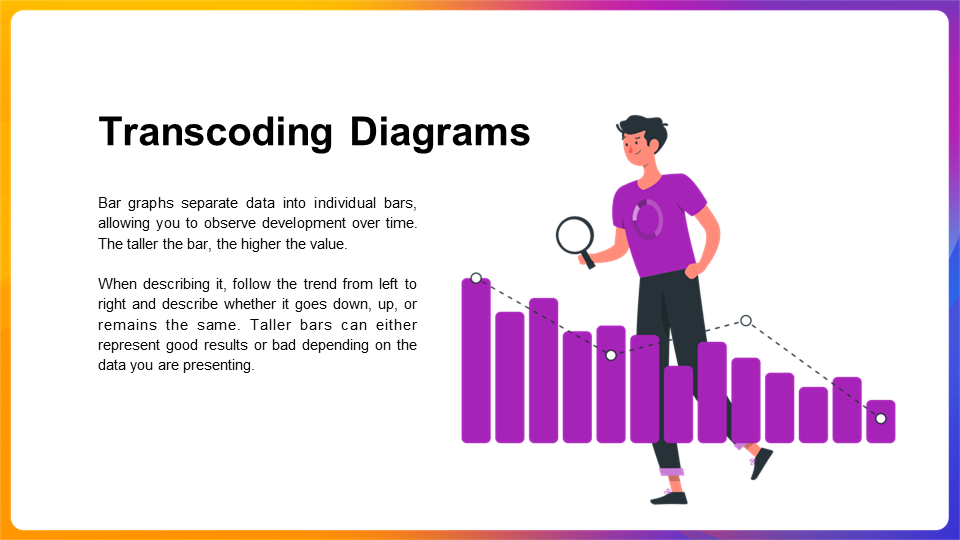 Transcoding Diagrams
Bar graphs separate data into individual bars,
allowing you to observe development over time.
The taller the bar, the higher the value.
When describing it, follow the trend from left to
right and describe whether it goes down, up, or
remains the same. Taller bars can either
represent good results or bad depending on the
data you are presenting.